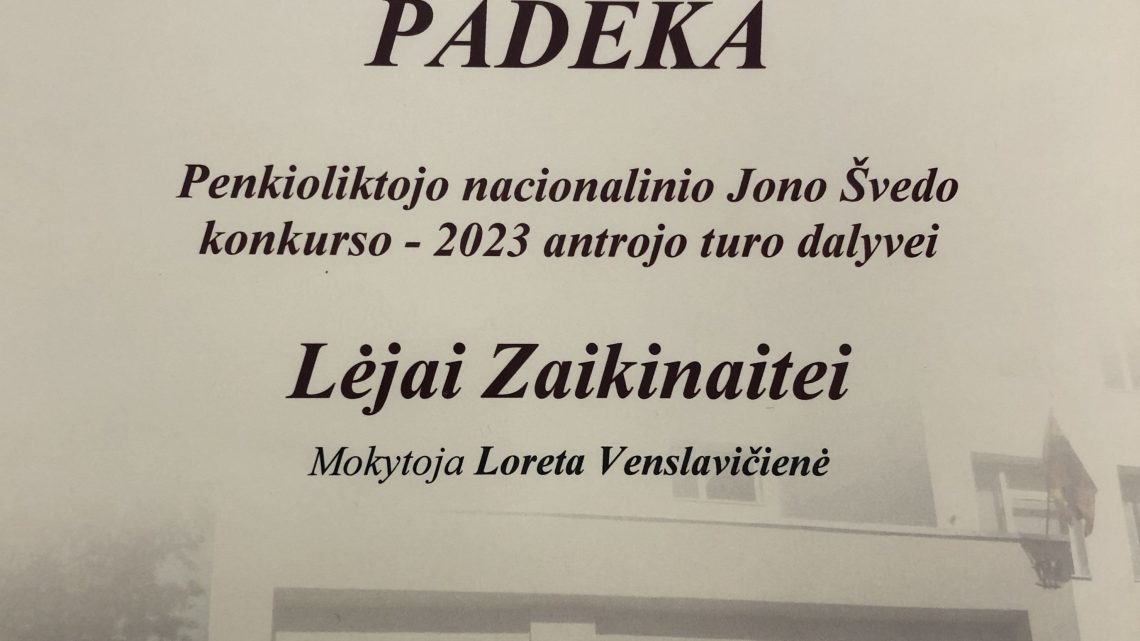 PADĖKA
Penkioliktojo nacionalinio Jono Švedo
konkurso - 2023 antrojo turo dalyvei
Lėjai Zaikinaitei
Mokytoja Loreta Venslavičienė